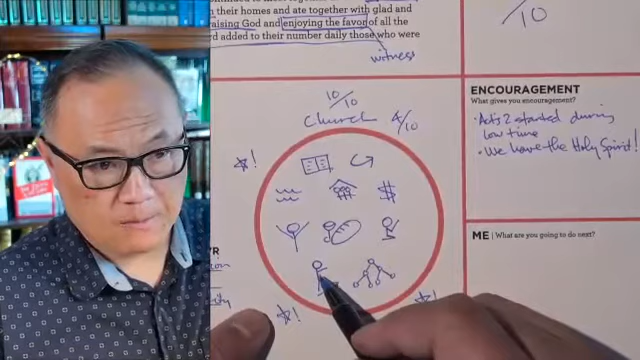 n their homes and ate together with glad and
raising God and enjoying the favor of all the
rd added to their number daily those who were
witness
/10
10/10
Church 4/10
!
$
!
!
ENCOURAGEMENT
What gives you encouragement?
• Acts 2 started during
low time
• We have the Holy Spirit!
ME | What are you going to do next